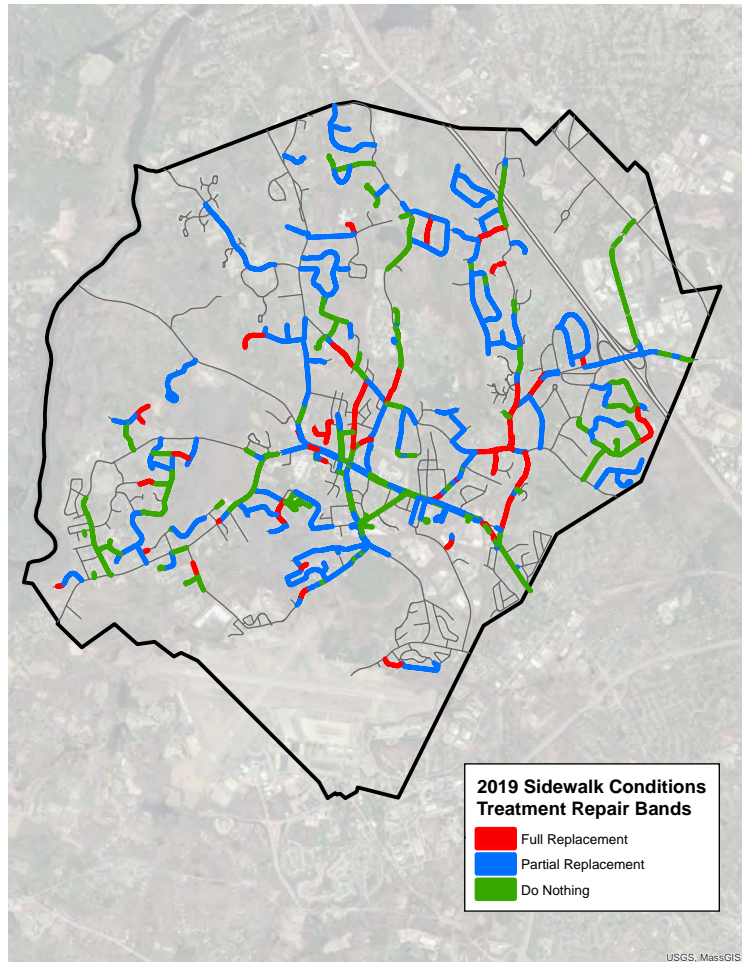 2019 Sidewalk Conditions
Treatment Repair Bands
Full Replacement
Partial Replacement
Do Nothing
USGS, MassGIS